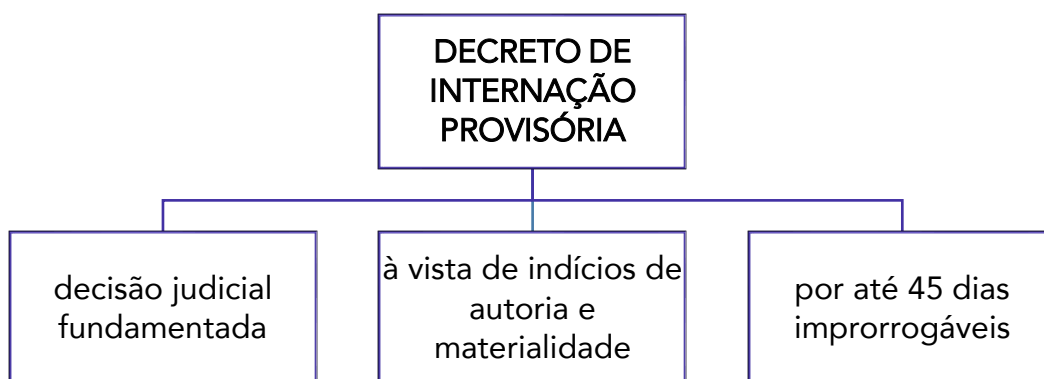 DECRETO DE
INTERNAÇÃO
PROVISÓRIA
decisão judicial
fundamentada
à vista de indícios de
autoria e
materialidade
por até 45 dias
improrrogáveis